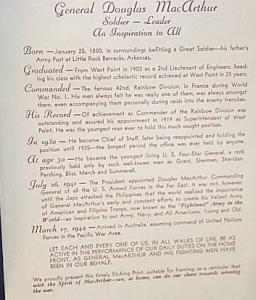 General Douglas MacArthur
Soldier — Leader
An Inspiration to All
Born — January 25, 1880, in surroundings befitting a Great Soldier—his father's
Army Post at Little Rock Barracks, Arkansas.
Graduated — From West Point in 1903 as a 2nd Lieutenant of Engineers, head-
ing his class with the highest scholastic record achieved at West Point in 25 years.
Commanded — The famous 42nd, Rainbow Division, in France during World
War No. 1. His men always felt he was really one of them, was always amongst
them, even accompanying them personally during raids into the enemy trenches.
His Record — Of achievement as Commander of the Rainbow Division was
outstanding and assured his appointment in 1919 as Superintendent of West
Point. He was the youngest man ever to hold this much sought position.
In 1930 — He became Chief of Staff, later being reappointed and holding the
position until 1935—the longest period the office was ever held by anyone.
At age 50 — He became the youngest living U. S. Four-Star General, a rank
previously held only by such well-known men as Grant, Sherman, Sheridan,
Pershing, Bliss, March and Summerall.
July 26, 1941 — The President appointed Douglas MacArthur Commanding
General of all the U. S. Armed Forces in the Far East. It was not, however,
until the Japs attacked the Philippines that the world realized the importance
of General MacArthur's early and constant efforts to create its Valiant Army
of American and Filipino Troops, now known as the "Fightinest" Army in the
World—an inspiration to our Army, Navy, and All Americans, Young and Old.
March 17, 1942 — Arrived in Australia, assuming command of United Nations
Forces in the Pacific War Area.
LET EACH AND EVERY ONE OF US, IN ALL WALKS OF LIFE, BE AS
ACTIVE IN THE PERFORMANCE OF OUR DAILY DUTIES ON THE HOME
FRONT, AS GENERAL MacARTHUR AND HIS FIGHTING MEN HAVE
BEEN IN OUR BEHALF.
We proudly present this timely Etching Print, suitable for framing, as a reminder that
with the Spirit of MacArthur—we, at home, can do our share towards winning
the war.